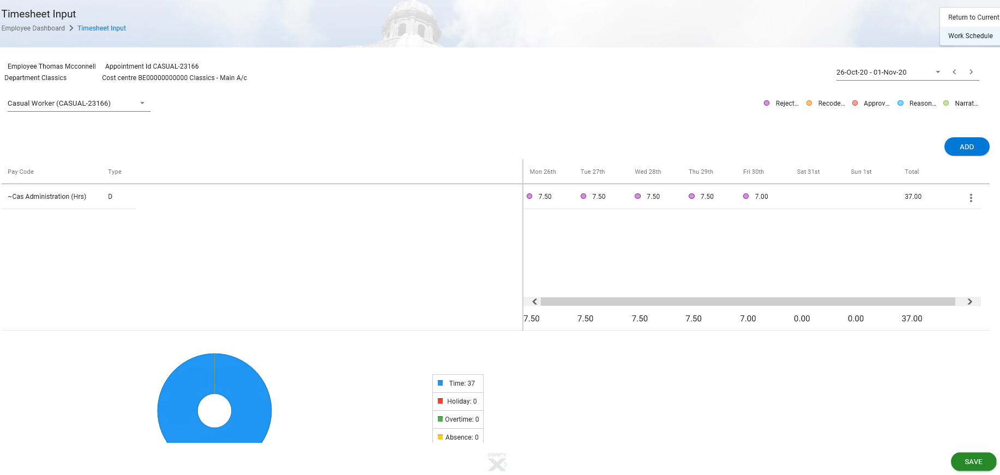 Timesheet Input
Employee Dashboard > Timesheet Input
Return to Current
Work Schedule
Employee Thomas Mcconnell Appointment Id CASUAL-23166
Department Classics Cost centre BE00000000000 Classics - Main A/c
26-Oct-20 - 01-Nov-20
Casual Worker (CASUAL-23166)
Reject... Recode... Approv... Reason... Narrat...
ADD
Pay Code Type Mon 26th Tue 27th Wed 28th Thu 29th Fri 30th Sat 31st Sun 1st Total
~Cas Administration (Hrs) D 7.50 7.50 7.50 7.50 7.00 37.00
7.50 7.50 7.50 7.50 7.00 0.00 0.00 37.00
Time: 37
Holiday: 0
Overtime: 0
Absence: 0
corehr
X
SAVE